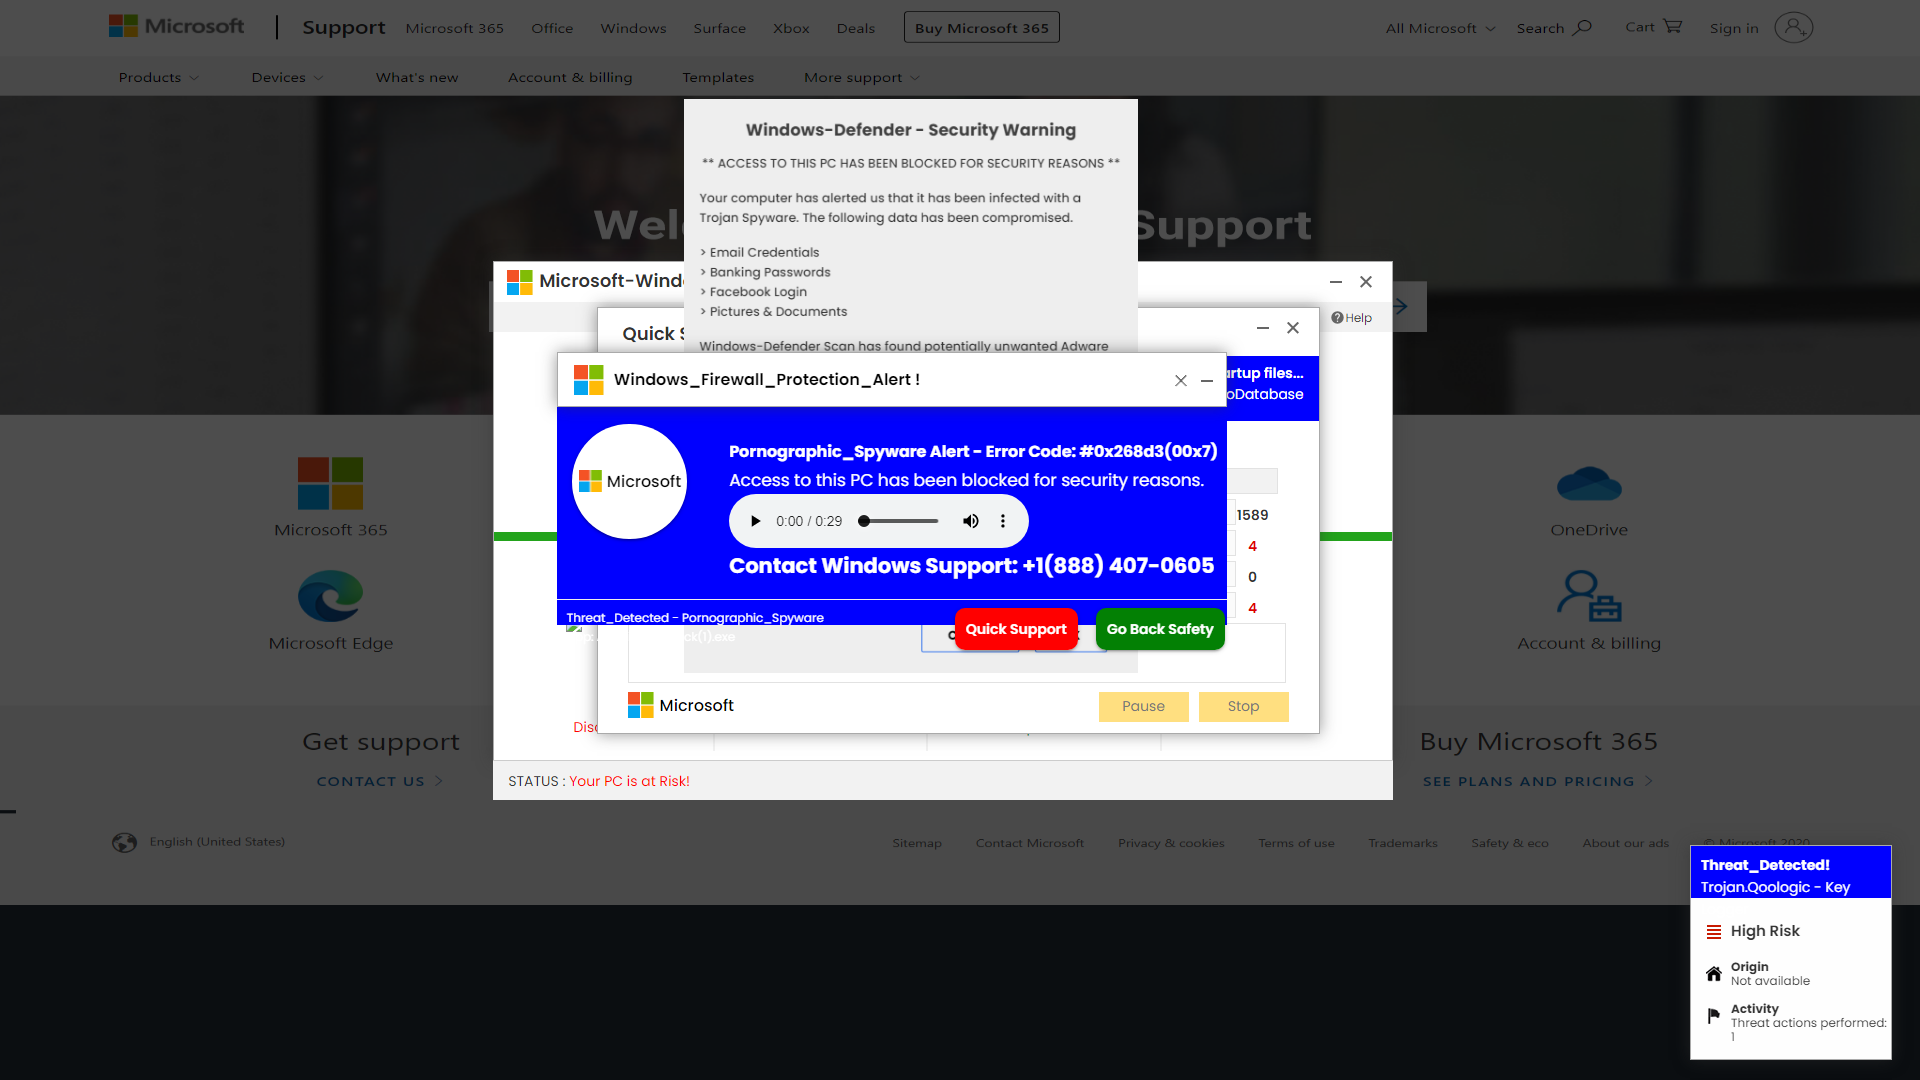 Microsoft
Support
Microsoft 365
Office
Windows
Surface
Xbox
Deals
Buy Microsoft 365
All Microsoft
Search
Cart
Sign in
Products
Devices
What's new
Account & billing
Templates
More support
Windows-Defender - Security Warning
** ACCESS TO THIS PC HAS BEEN BLOCKED FOR SECURITY REASONS **
Your computer has alerted us that it has been infected with a
Trojan Spyware. The following data has been compromised.
> Email Credentials
> Banking Passwords
> Facebook Login
> Pictures & Documents
Windows-Defender Scan has found potentially unwanted Adware
Support
Microsoft-Wind
Help
Quick S
artup files...
oDatabase
1589
4
0
4
Windows_Firewall_Protection_Alert !
Microsoft
Pornographic_Spyware Alert - Error Code: #0x268d3(00x7)
Access to this PC has been blocked for security reasons.
0:00 / 0:29
Contact Windows Support: +1(888) 407-0605
Threat_Detected - Pornographic_Spyware
ck(1).exe
Quick Support
Go Back Safety
Microsoft
Pause
Stop
STATUS : Your PC is at Risk!
Microsoft 365
Microsoft Edge
OneDrive
Account & billing
Get support
CONTACT US
Buy Microsoft 365
SEE PLANS AND PRICING
English (United States)
Sitemap
Contact Microsoft
Privacy & cookies
Terms of use
Trademarks
Safety & eco
About our ads
© Microsoft 2020
Threat_Detected!
Trojan.Qoologic - Key
High Risk
Origin
Not available
Activity
Threat actions performed:
1